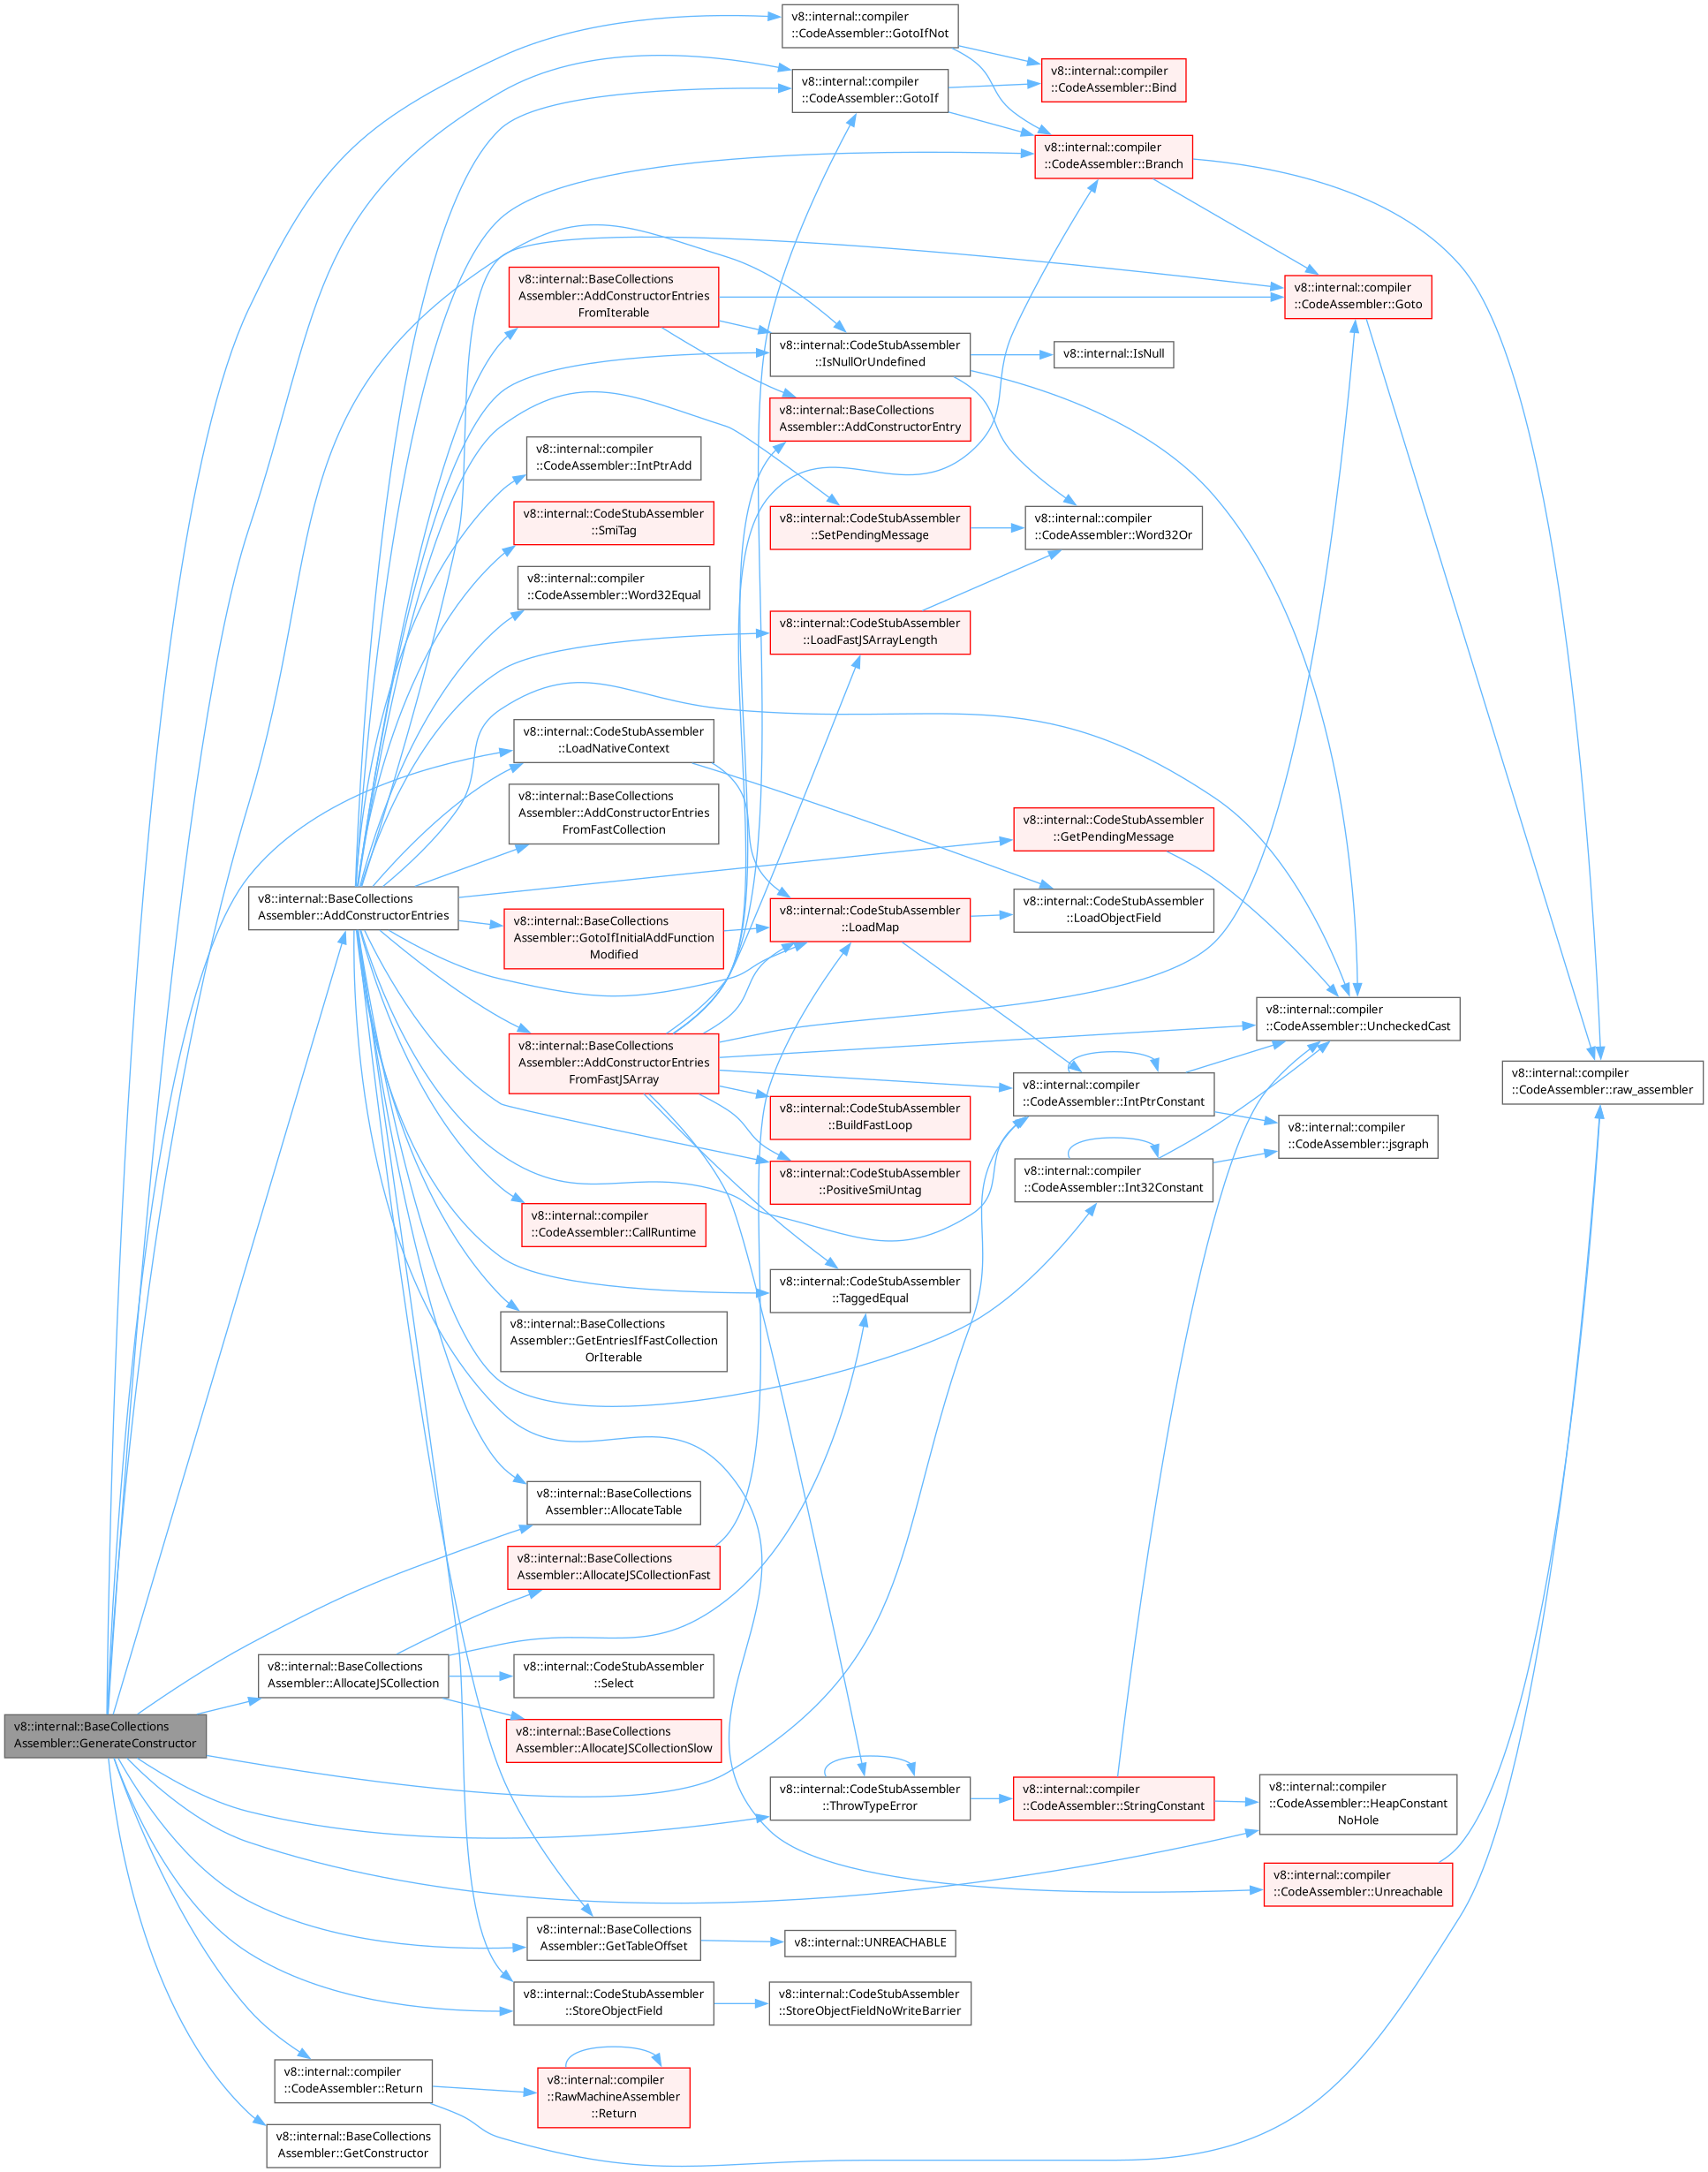 v8::internal::compiler
::CodeAssembler::GotoIfNot
v8::internal::compiler
::CodeAssembler::Bind
v8::internal::compiler
::CodeAssembler::GotoIf
v8::internal::compiler
::CodeAssembler::Branch
v8::internal::BaseCollections
Assembler::AddConstructorEntries
FromIterable
v8::internal::compiler
::CodeAssembler::Goto
v8::internal::CodeStubAssembler
::IsNullOrUndefined
v8::internal::IsNull
v8::internal::BaseCollections
Assembler::AddConstructorEntry
v8::internal::compiler
::CodeAssembler::IntPtrAdd
v8::internal::CodeStubAssembler
::SmiTag
v8::internal::CodeStubAssembler
::SetPendingMessage
v8::internal::compiler
::CodeAssembler::Word32Or
v8::internal::compiler
::CodeAssembler::Word32Equal
v8::internal::CodeStubAssembler
::LoadFastJSArrayLength
v8::internal::CodeStubAssembler
::LoadNativeContext
v8::internal::BaseCollections
Assembler::AddConstructorEntries
FromFastCollection
v8::internal::CodeStubAssembler
::GetPendingMessage
v8::internal::BaseCollections
Assembler::AddConstructorEntries
v8::internal::CodeStubAssembler
::LoadObjectField
v8::internal::BaseCollections
Assembler::GotoIfInitialAddFunction
Modified
v8::internal::CodeStubAssembler
::LoadMap
v8::internal::compiler
::CodeAssembler::UncheckedCast
v8::internal::BaseCollections
Assembler::AddConstructorEntries
FromFastJSArray
v8::internal::compiler
::CodeAssembler::raw_assembler
v8::internal::compiler
::CodeAssembler::IntPtrConstant
v8::internal::CodeStubAssembler
::BuildFastLoop
v8::internal::compiler
::CodeAssembler::jsgraph
v8::internal::CodeStubAssembler
::PositiveSmiUntag
v8::internal::compiler
::CodeAssembler::Int32Constant
v8::internal::compiler
::CodeAssembler::CallRuntime
v8::internal::CodeStubAssembler
::TaggedEqual
v8::internal::BaseCollections
Assembler::GetEntriesIfFastCollection
OrIterable
v8::internal::BaseCollections
Assembler::AllocateTable
v8::internal::BaseCollections
Assembler::AllocateJSCollectionFast
v8::internal::BaseCollections
Assembler::AllocateJSCollection
v8::internal::CodeStubAssembler
::Select
v8::internal::BaseCollections
Assembler::GenerateConstructor
v8::internal::BaseCollections
Assembler::AllocateJSCollectionSlow
v8::internal::CodeStubAssembler
::ThrowTypeError
v8::internal::compiler
::CodeAssembler::StringConstant
v8::internal::compiler
::CodeAssembler::HeapConstant
NoHole
v8::internal::compiler
::CodeAssembler::Unreachable
v8::internal::BaseCollections
Assembler::GetTableOffset
v8::internal::UNREACHABLE
v8::internal::CodeStubAssembler
::StoreObjectField
v8::internal::CodeStubAssembler
::StoreObjectFieldNoWriteBarrier
v8::internal::compiler
::CodeAssembler::Return
v8::internal::compiler
::RawMachineAssembler
::Return
v8::internal::BaseCollections
Assembler::GetConstructor